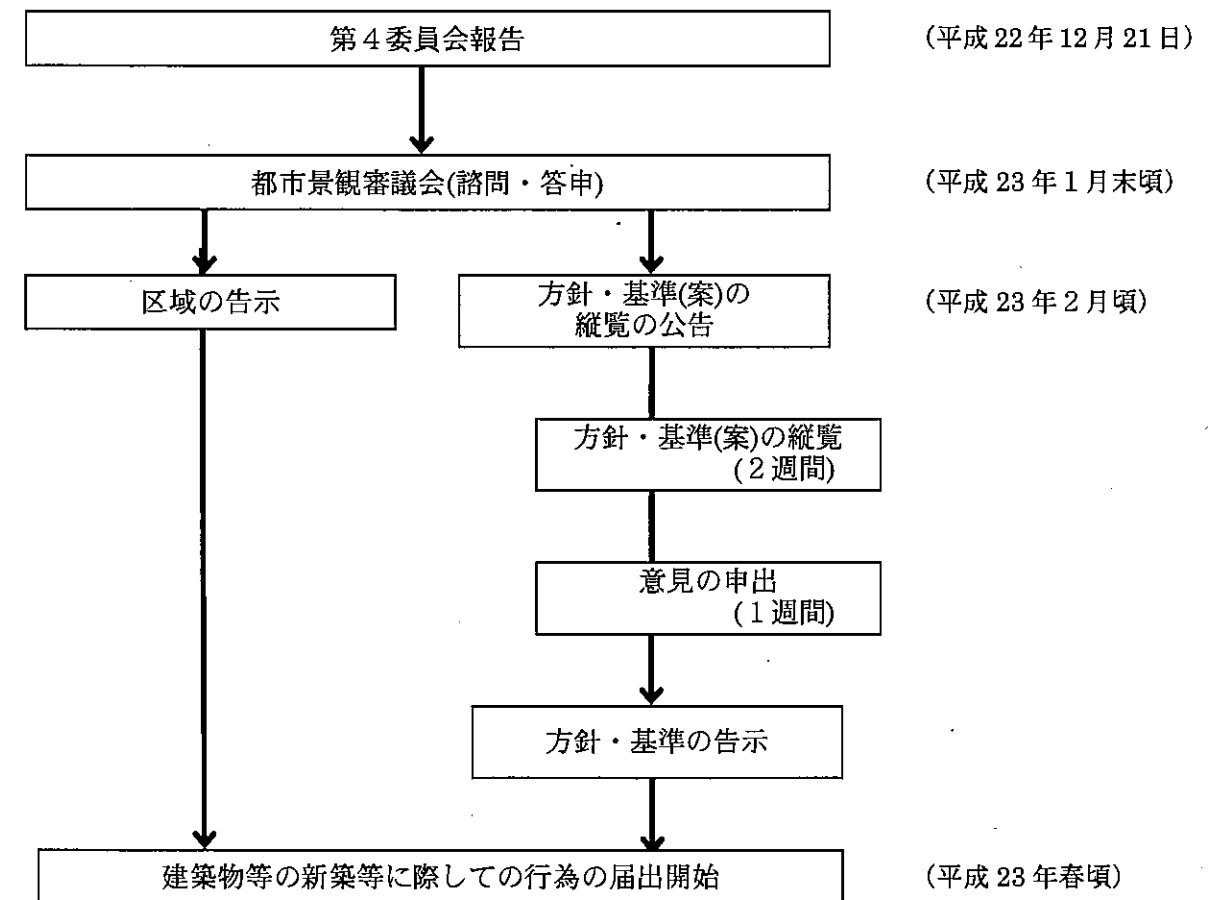 第４委員会報告
（平成22年12月21日）
都市景観審議会(諮問・答申)
（平成23年１月末頃）
区域の告示
方針・基準(案)の
縦覧の公告
（平成23年２月頃）
方針・基準(案)の縦覧
(２週間)
意見の申出
(１週間)
方針・基準の告示
建築物等の新築等に際しての行為の届出開始
（平成23年春頃）